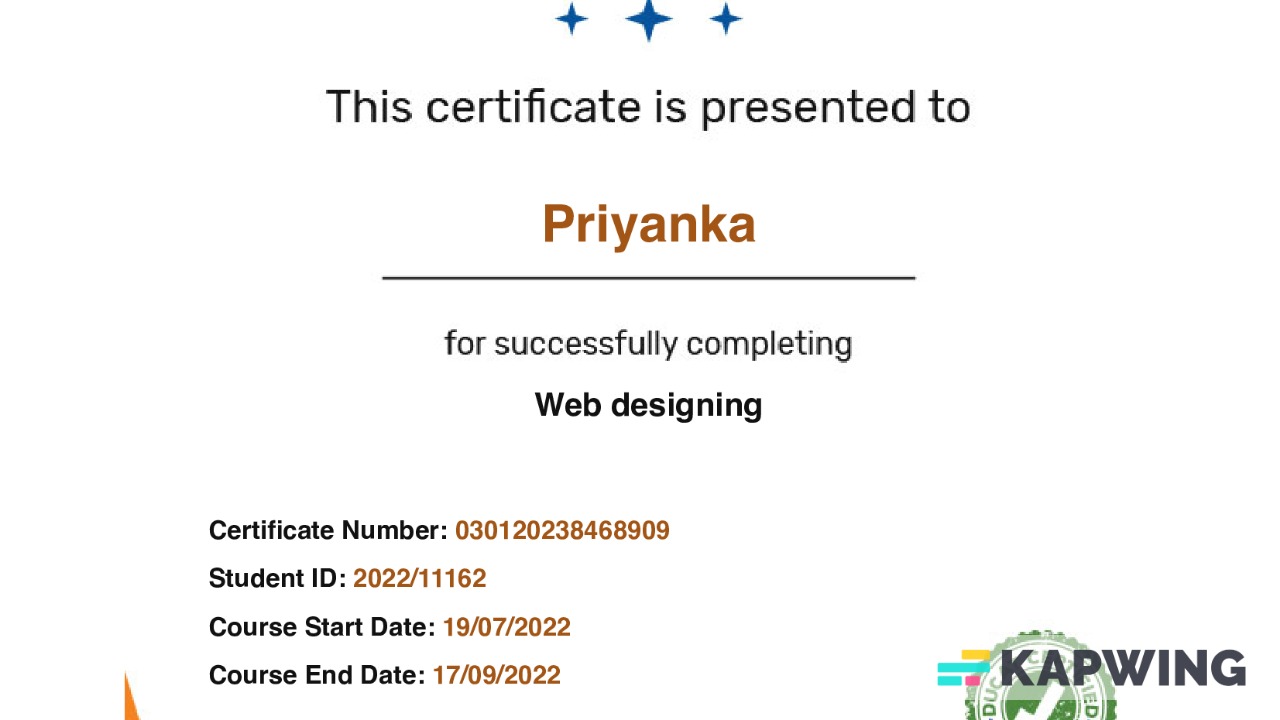 This certificate is presented to
Priyanka
for successfully completing
Web designing
Certificate Number: 030120238468909
Student ID: 2022/11162
Course Start Date: 19/07/2022
Course End Date: 17/09/2022
KAPWING